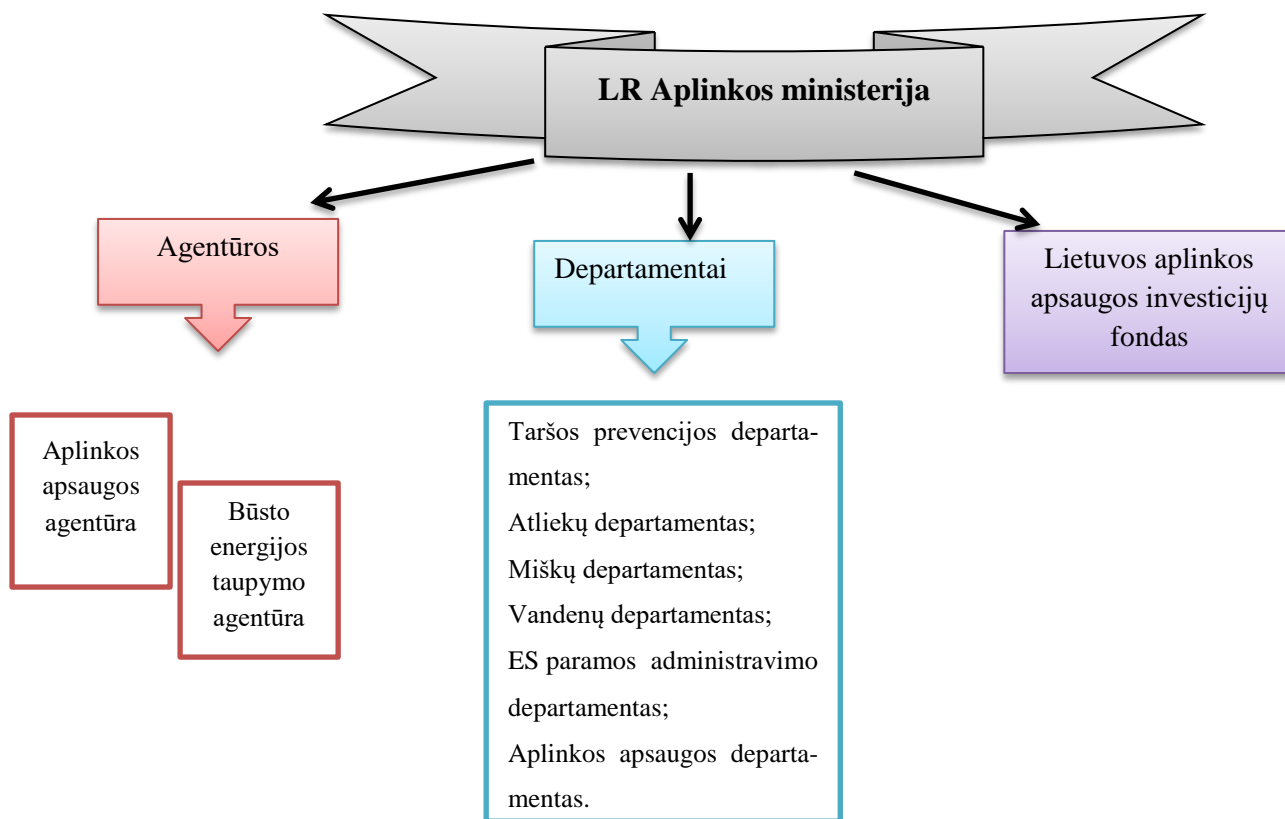 LR Aplinkos ministerija
Agentūros
Departamentai
Lietuvos aplinkos
apsaugos investicijų
fondas
Aplinkos
apsaugos
agentūra
Būsto
energijos
taupymo
agentūra
Taršos prevencijos departa-
mentas;
Atliekų departamentas;
Miškų departamentas;
Vandenų departamentas;
ES paramos administravimo
departamentas;
Aplinkos apsaugos departa-
mentas.